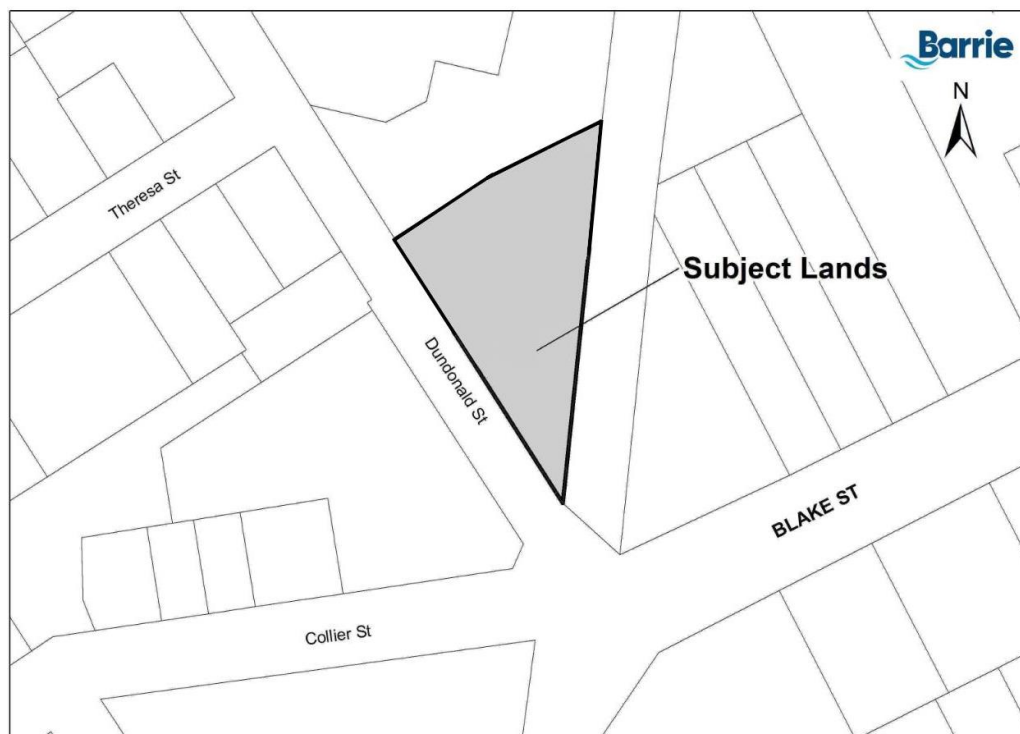 Barrie
N
Theresa St
Subject Lands
Dundonald St
BLAKE ST
Collier St